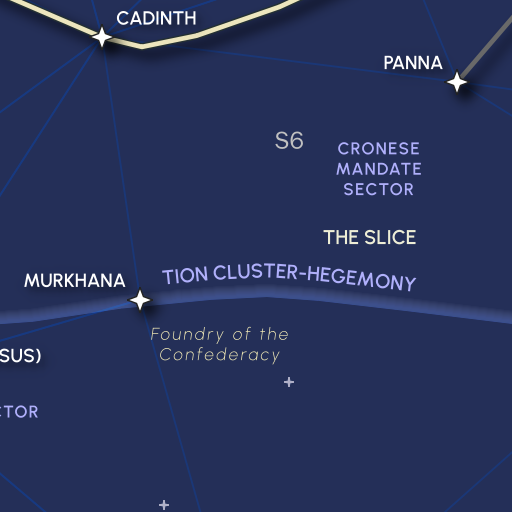 CADINTH
PANNA
S6
CRONESE
MANDATE
SECTOR
THE SLICE
MURKHANA
TION CLUSTER-HEGEMONY
Foundry of the
Confederacy
SUS)
CTOR